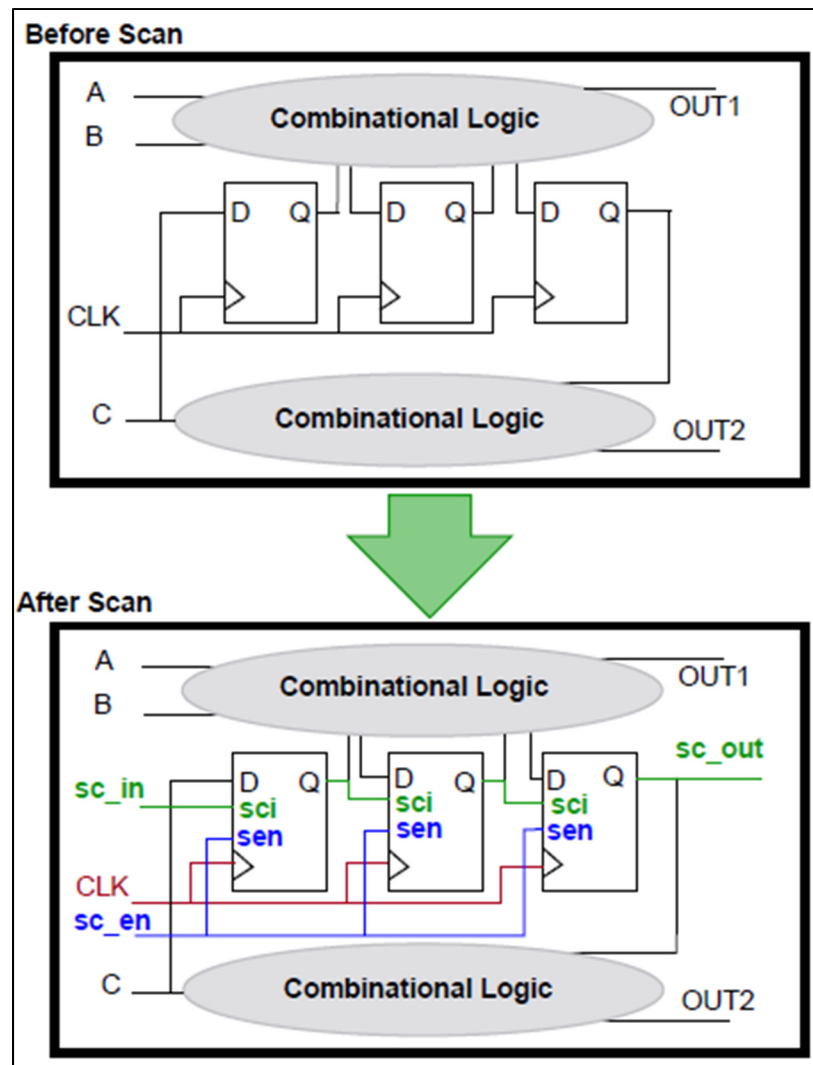 Before Scan
A
Combinational Logic
OUT1
B
D Q D Q D Q
CLK
C
Combinational Logic
OUT2
After Scan
A
Combinational Logic
OUT1
B
sc_out
D Q D Q D Q
sc_in
sci sci sci
sen sen sen
CLK
sc_en
C
Combinational Logic
OUT2